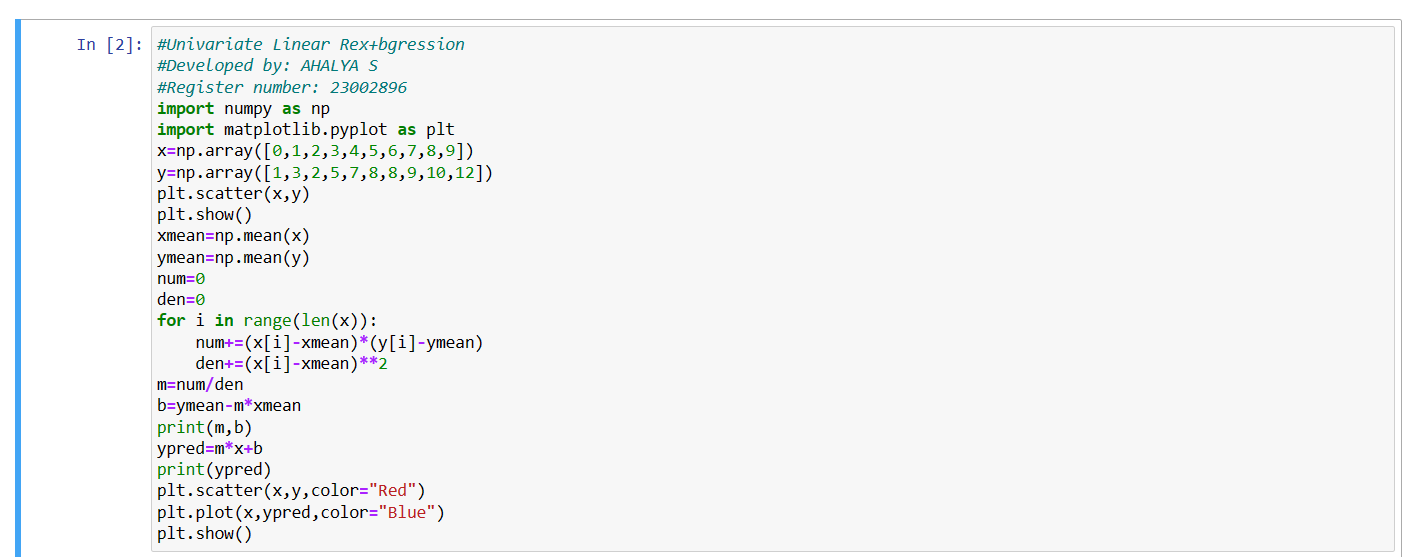 In [2]: #Univariate Linear Rex+bgression
#Developed by: AHALYA S
#Register number: 23002896
import numpy as np
import matplotlib.pyplot as plt
x=np.array([0,1,2,3,4,5,6,7,8,9])
y=np.array([1,3,2,5,7,8,8,9,10,12])
plt.scatter(x,y)
plt.show()
xmean=np.mean(x)
ymean=np.mean(y)
num=0
den=0
for i in range(len(x)):
    num+=(x[i]-xmean)*(y[i]-ymean)
    den+=(x[i]-xmean)**2
m=num/den
b=ymean-m*xmean
print(m,b)
ypred=m*x+b
print(ypred)
plt.scatter(x,y,color="Red")
plt.plot(x,ypred,color="Blue")
plt.show()